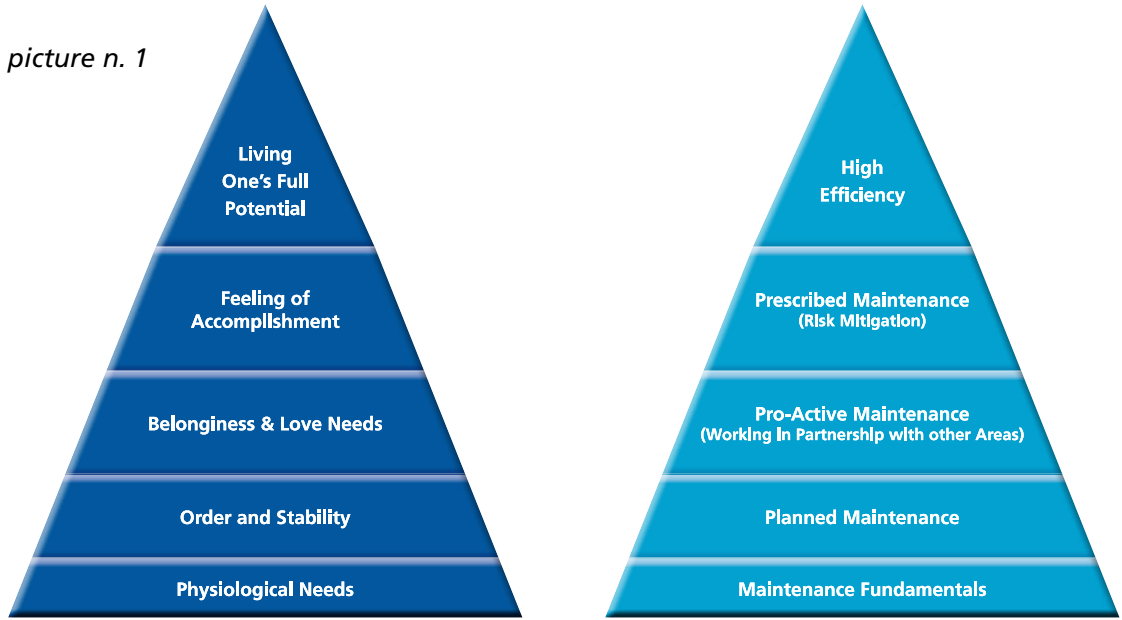 picture n. 1
Living
One's Full
Potential
Feeling of
Accomplishment
Belonginess & Love Needs
Order and Stability
Physiological Needs
High
Efficiency
Prescribed Maintenance
(Risk Mitigation)
Pro-Active Maintenance
(Working in Partnership with other Areas)
Planned Maintenance
Maintenance Fundamentals